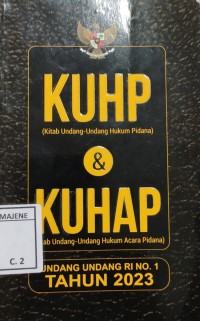 KUHP
(Kitab Undang-Undang Hukum Pidana)
&
KUHAP
ab Undang-Undang Hukum Acara Pidana)
MAJENE
C. 2
UNDANG UNDANG RI NO. 1
TAHUN 2023